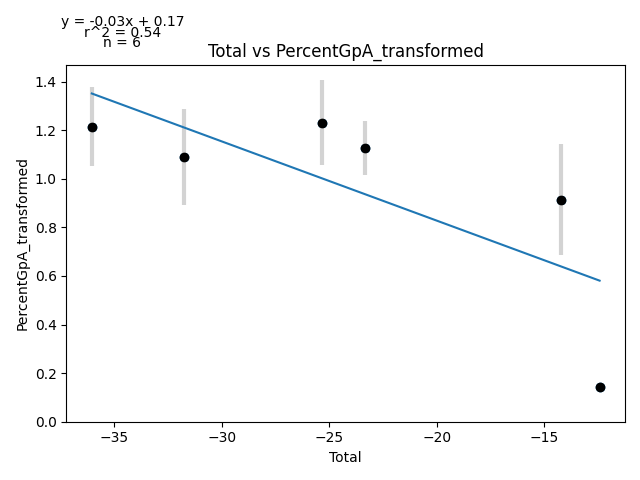 y = -0.03x + 0.17
r^2 = 0.54
n = 6
Total vs PercentGpA_transformed
PercentGpA_transformed
1.4
1.2
1.0
0.8
0.6
0.4
0.2
0.0
−35
−30
−25
−20
−15
Total